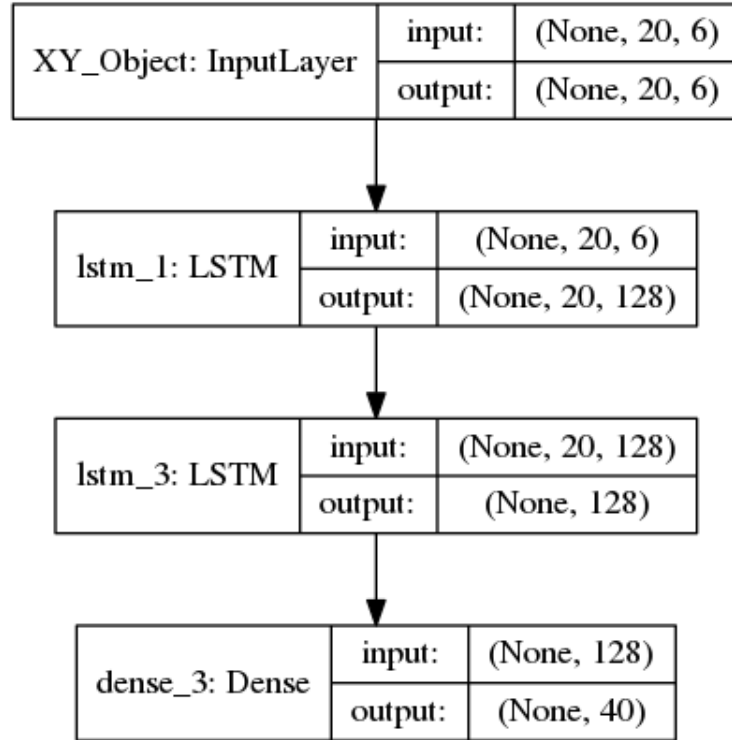 XY_Object: InputLayer
input: (None, 20, 6)
output: (None, 20, 6)
lstm_1: LSTM
input: (None, 20, 6)
output: (None, 20, 128)
lstm_3: LSTM
input: (None, 20, 128)
output: (None, 128)
dense_3: Dense
input: (None, 128)
output: (None, 40)